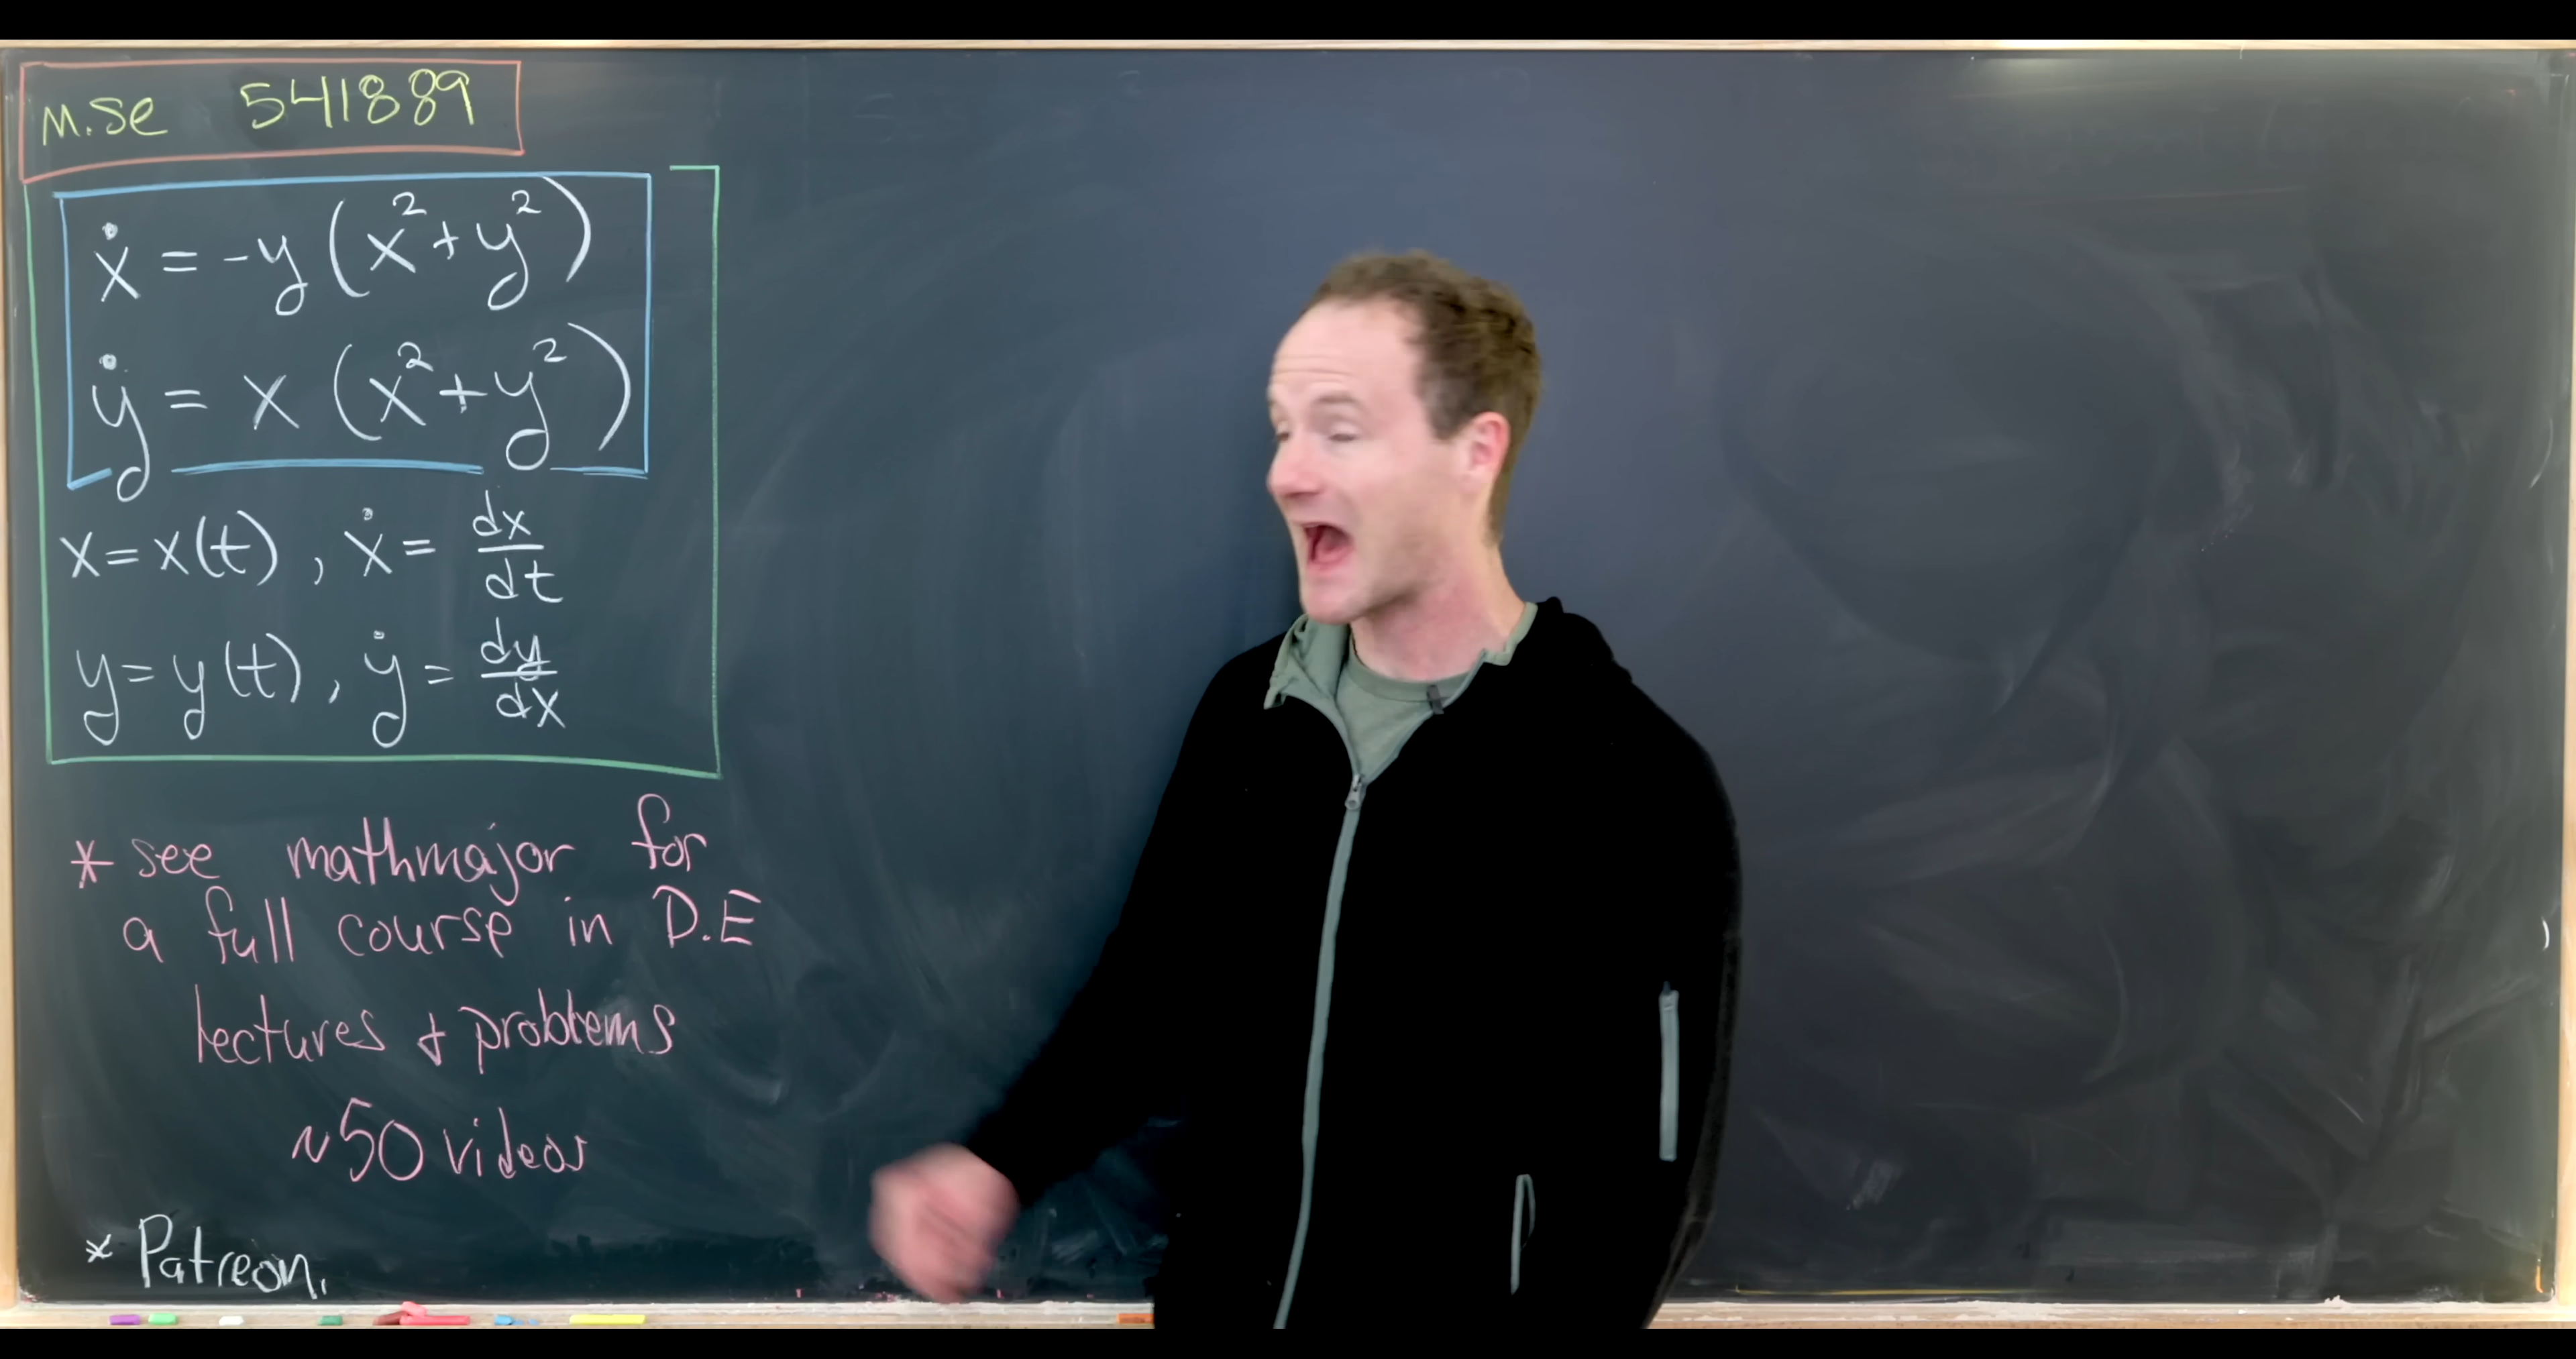 M.SE 541889
ẋ = -y (x² + y²)
ẏ = x (x² + y²)
x = x(t), ẋ = dx/dt
y = y(t), ẏ = dy/dx
* see mathmajor for
a full course in D.E
lectures & problems
~50 videos
* Patreon.